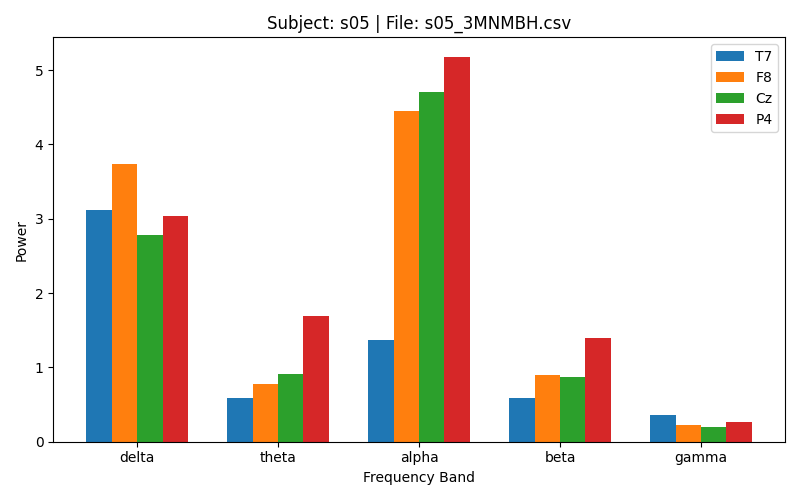 Subject: s05 | File: s05_3MNMBH.csv
T7
F8
Cz
P4
Power
5
4
3
2
1
0
delta theta alpha beta gamma
Frequency Band